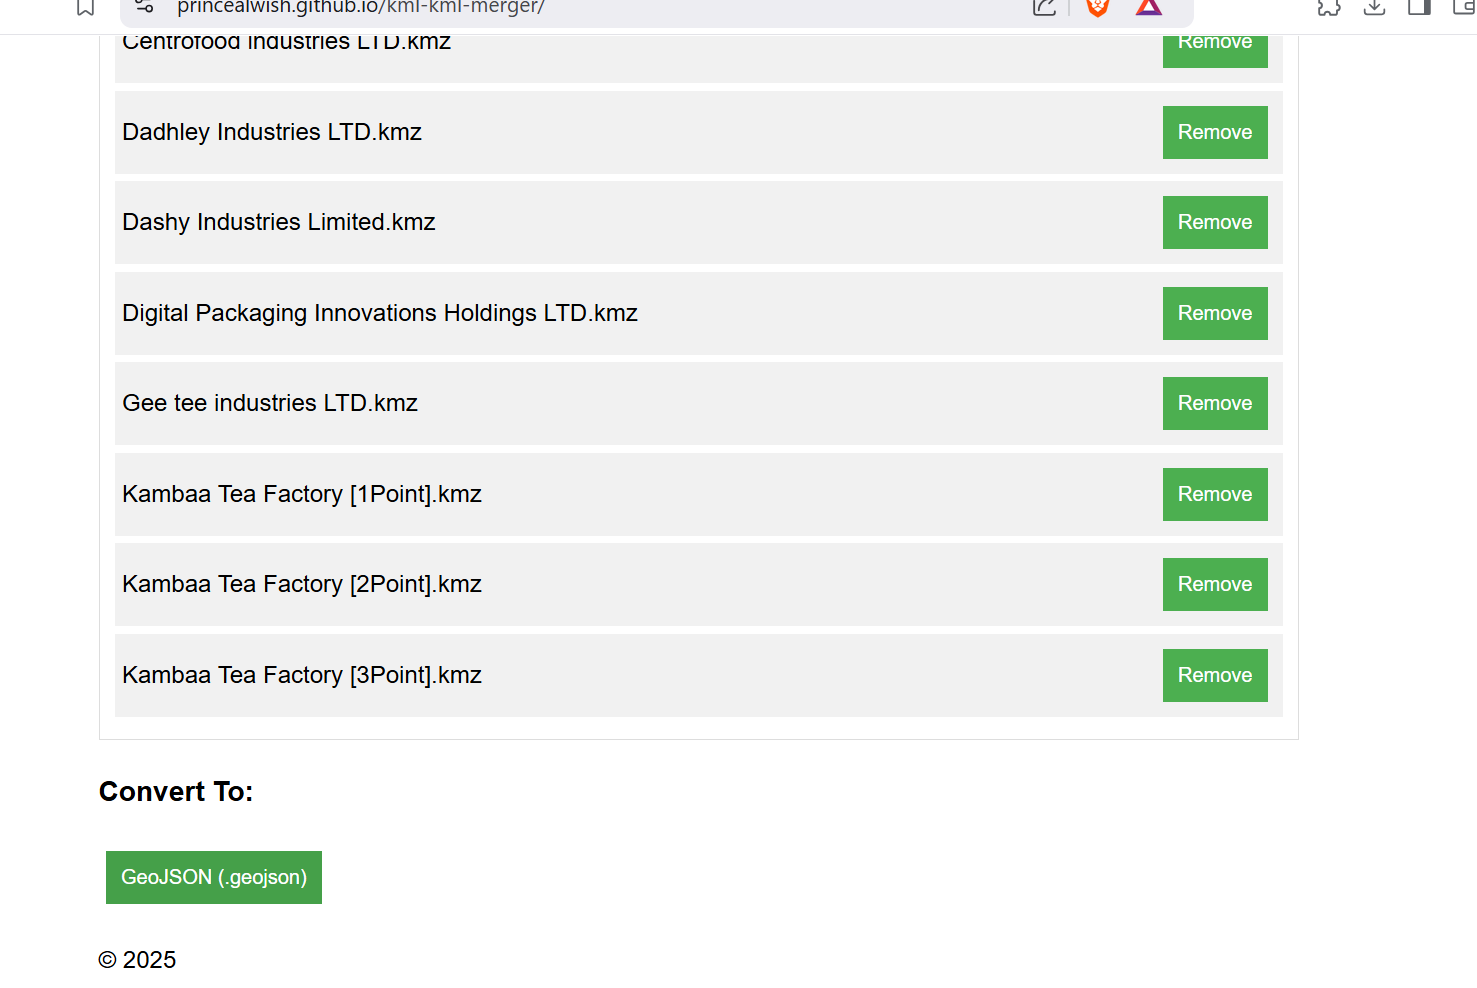 princealwish.github.io/kml-kml-merger/
Centrofood industries LTD.kmz
Remove
Dadhley Industries LTD.kmz
Remove
Dashy Industries Limited.kmz
Remove
Digital Packaging Innovations Holdings LTD.kmz
Remove
Gee tee industries LTD.kmz
Remove
Kambaa Tea Factory [1Point].kmz
Remove
Kambaa Tea Factory [2Point].kmz
Remove
Kambaa Tea Factory [3Point].kmz
Remove
Convert To:
GeoJSON (.geojson)
© 2025